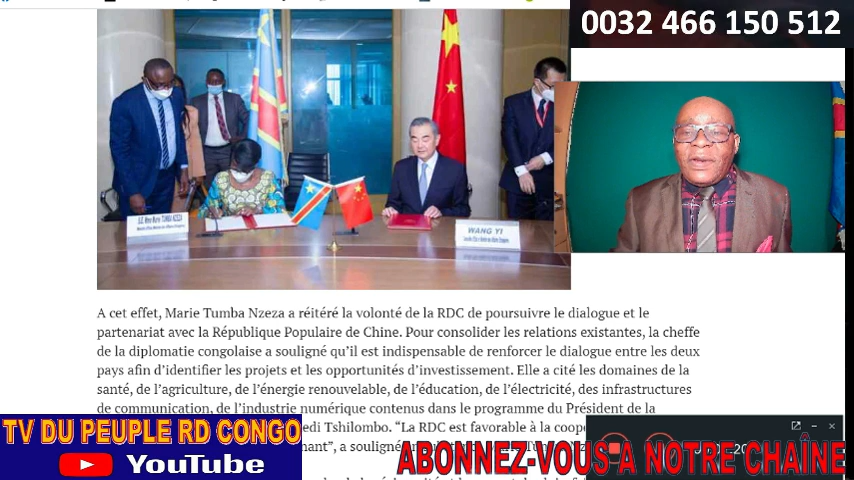 0032 466 150 512
S.E. Mme Marie TUMBA NZEZA
WANG YI
A cet effet, Marie Tumba Nzeza a réitéré la volonté de la RDC de poursuivre le dialogue et le
partenariat avec la République Populaire de Chine. Pour consolider les relations existantes, la cheffe
de la diplomatie congolaise a souligné qu'il est indispensable de renforcer le dialogue entre les deux
pays afin d'identifier les projets et les opportunités d'investissement. Elle a cité les domaines de la
santé, de l'agriculture, de l'énergie renouvelable, de l'éducation, de l'électricité, des infrastructures
de communication, de l'industrie numérique contenus dans le programme du Président de la
edi Tshilombo. “La RDC est favorable à la coop
nant”, a souligné
TV DU PEUPLE RD CONGO
YouTube
ABONNEZ-VOUS A NOTRE CHAÎNE